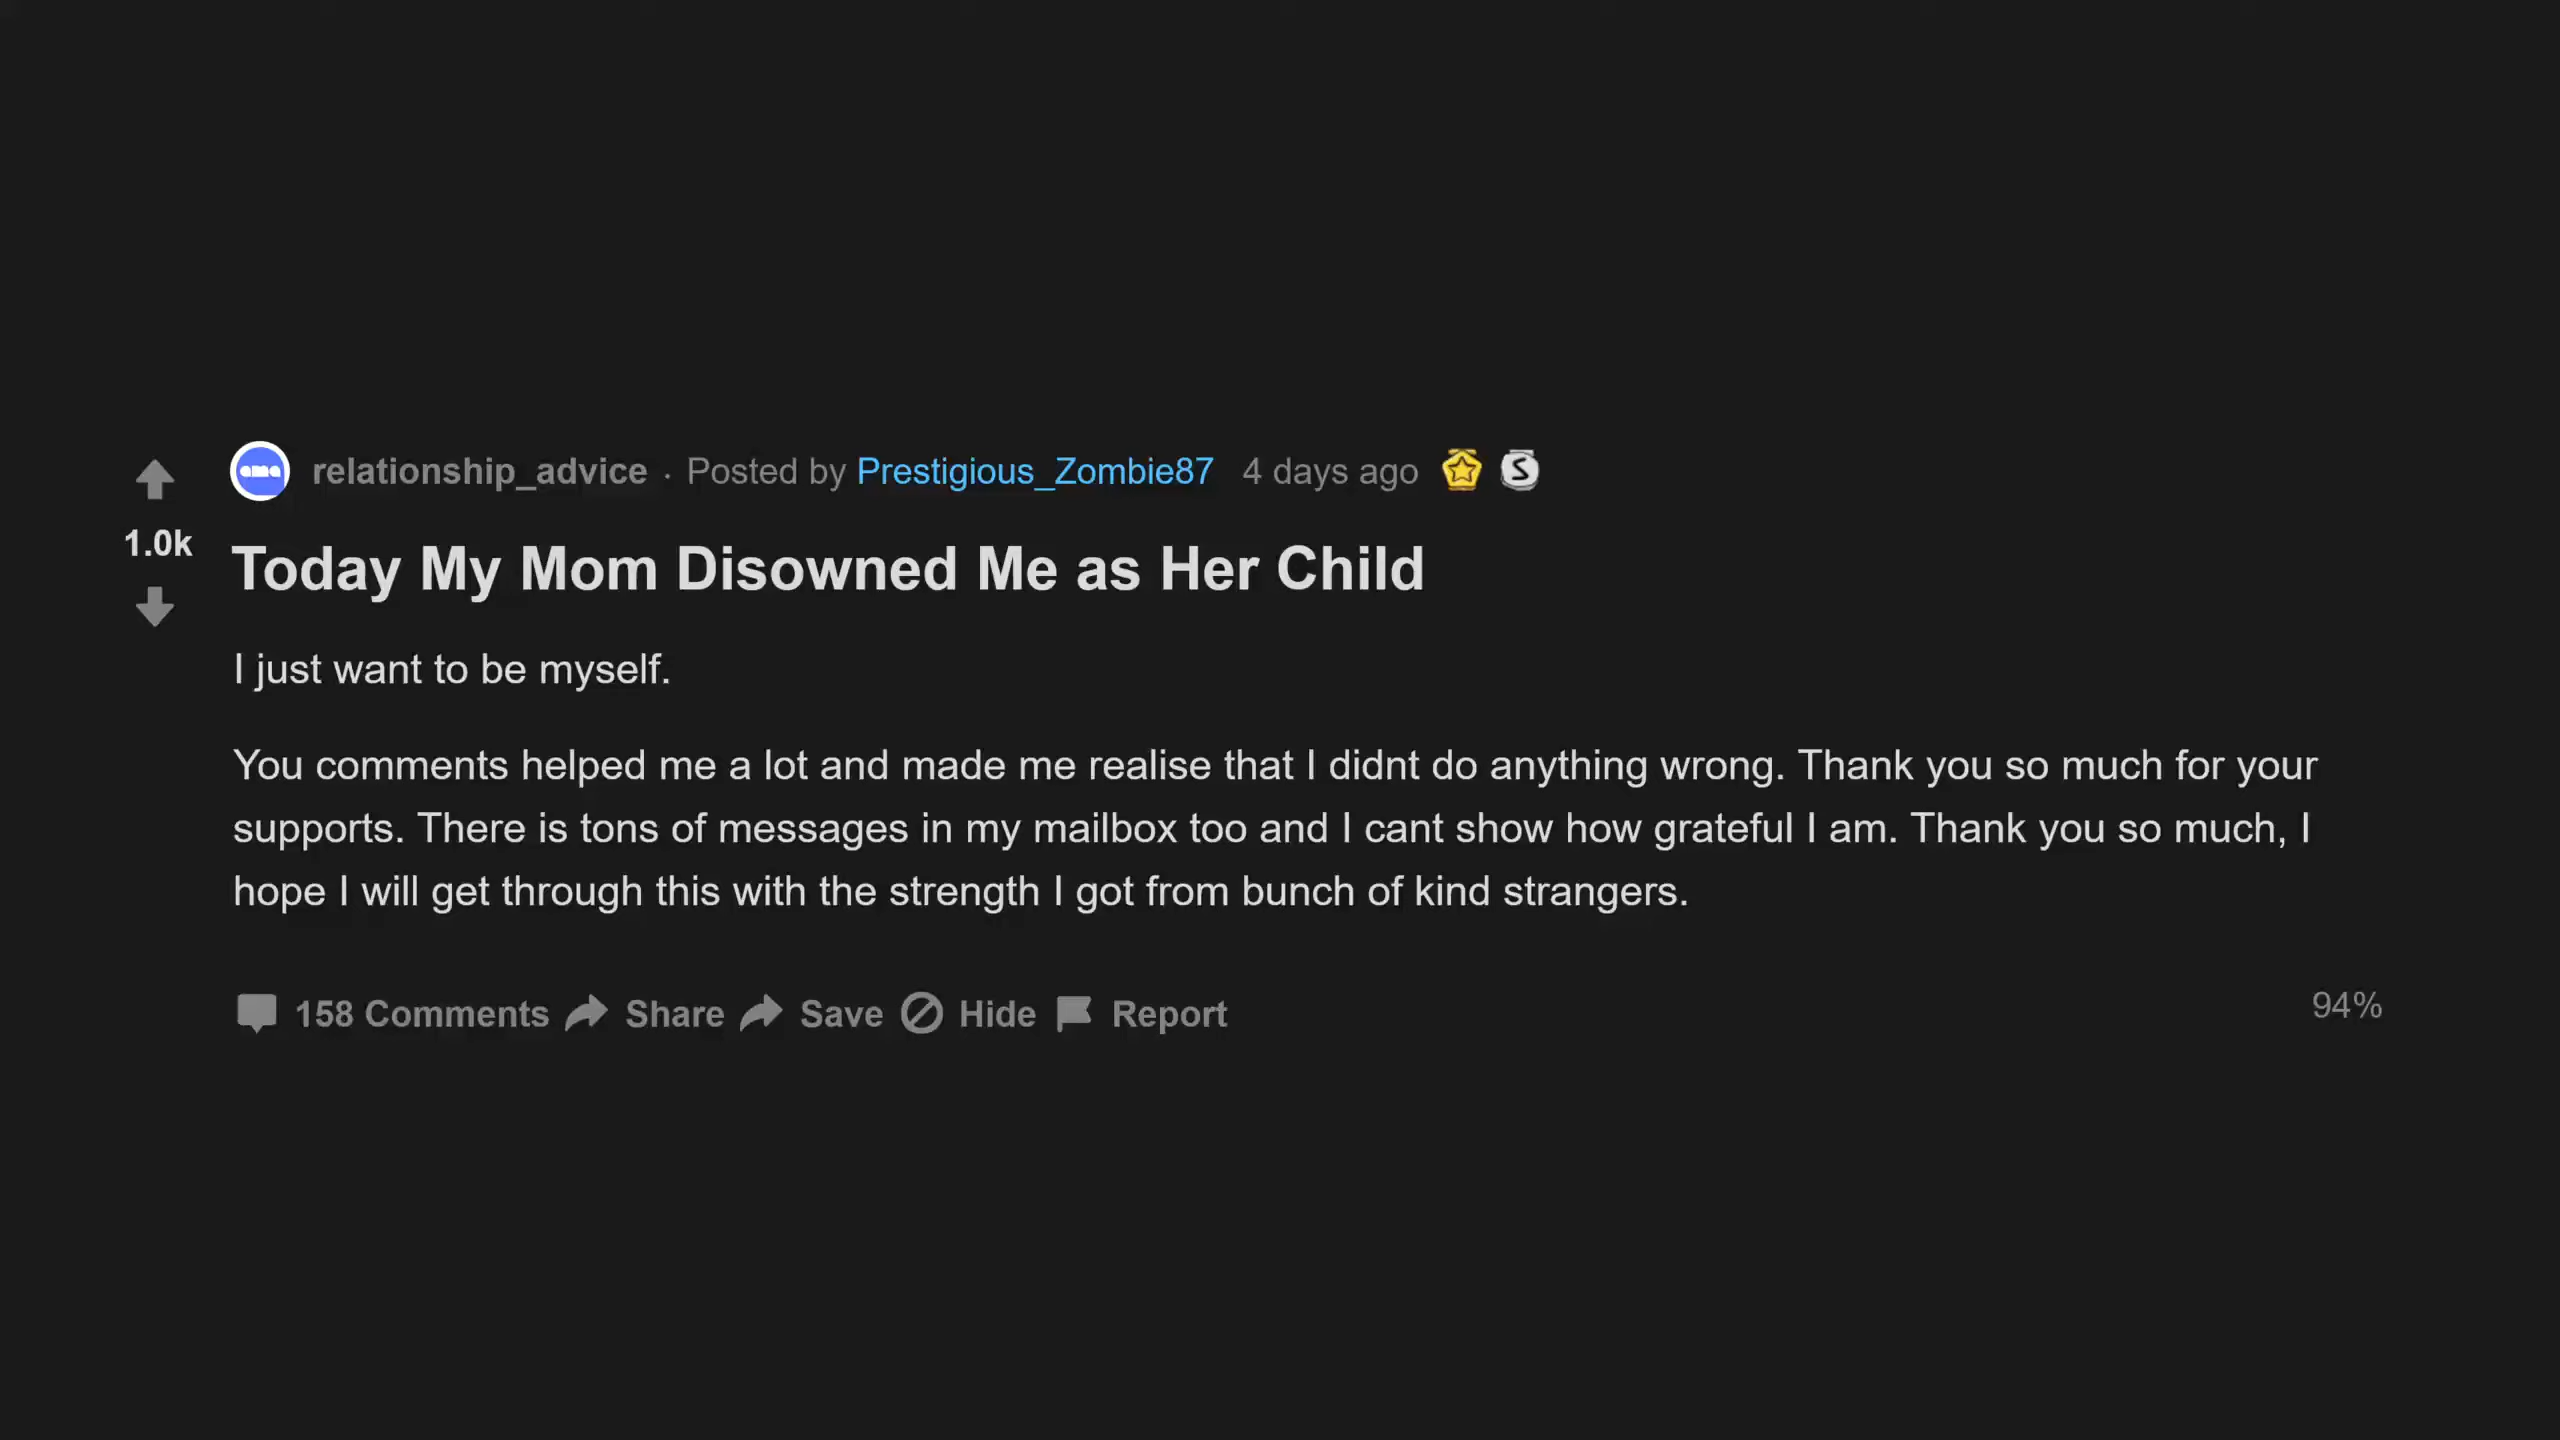 relationship_advice · Posted by Prestigious_Zombie87 4 days ago
1.0k
Today My Mom Disowned Me as Her Child
I just want to be myself.
You comments helped me a lot and made me realise that I didnt do anything wrong. Thank you so much for your
supports. There is tons of messages in my mailbox too and I cant show how grateful I am. Thank you so much, I
hope I will get through this with the strength I got from bunch of kind strangers.
158 Comments Share Save Hide Report
94%